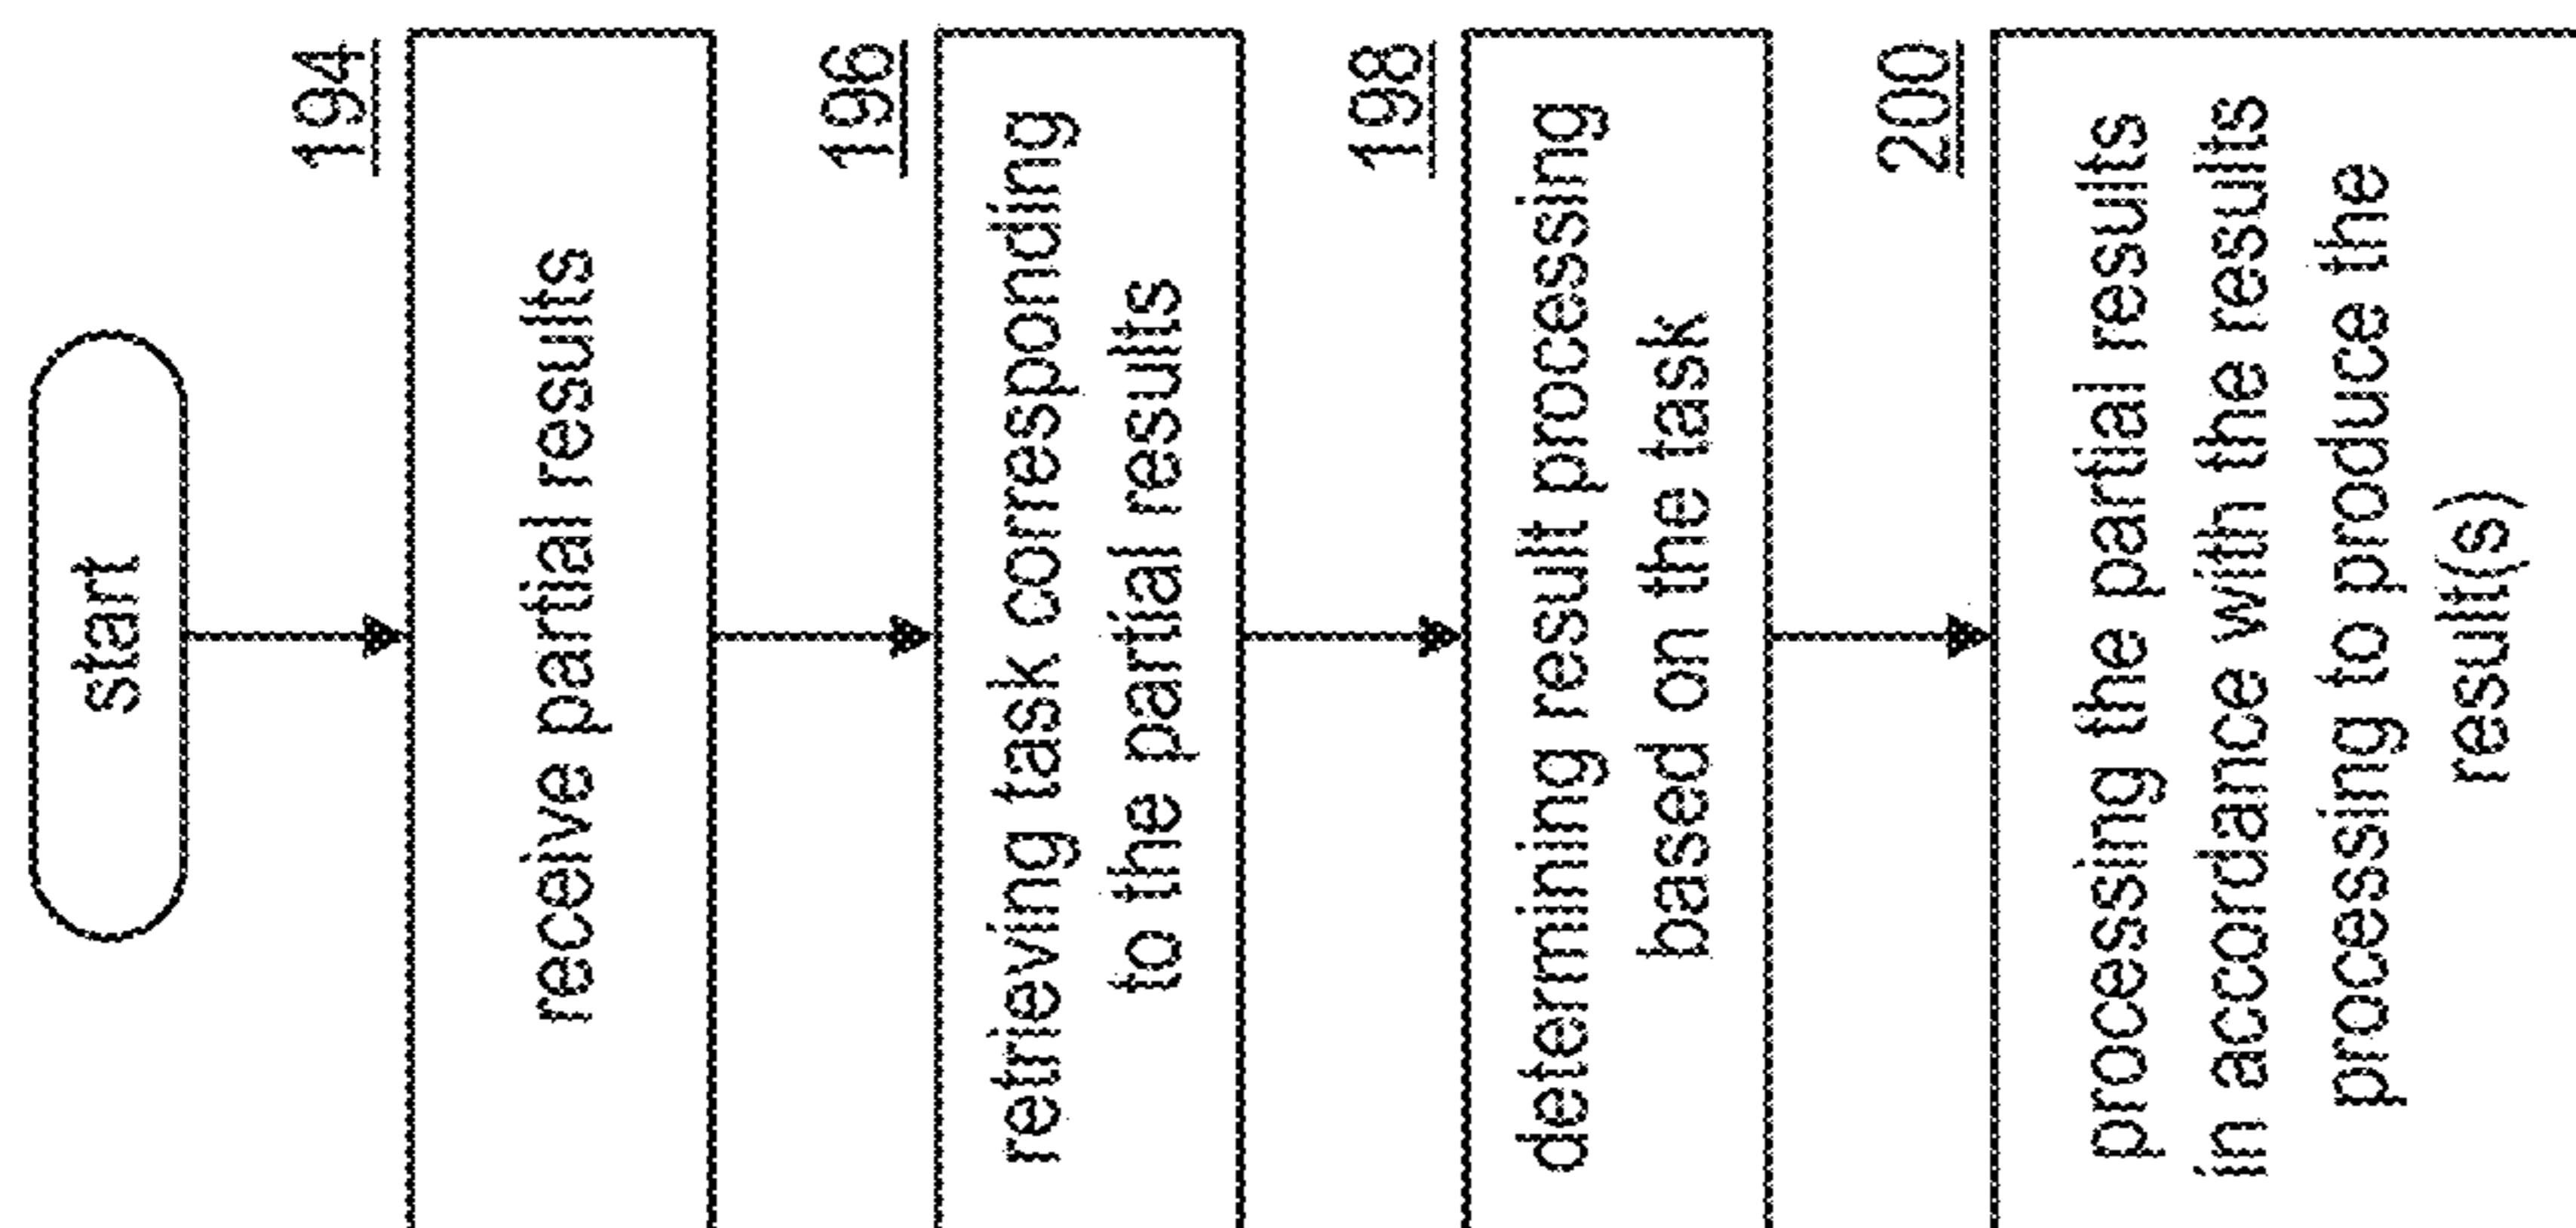 start
194
receive partial results
196
retrieving task corresponding
to the partial results
198
determining result processing
based on the task
200
processing the partial results
in accordance with the results
processing to produce the
result(s)